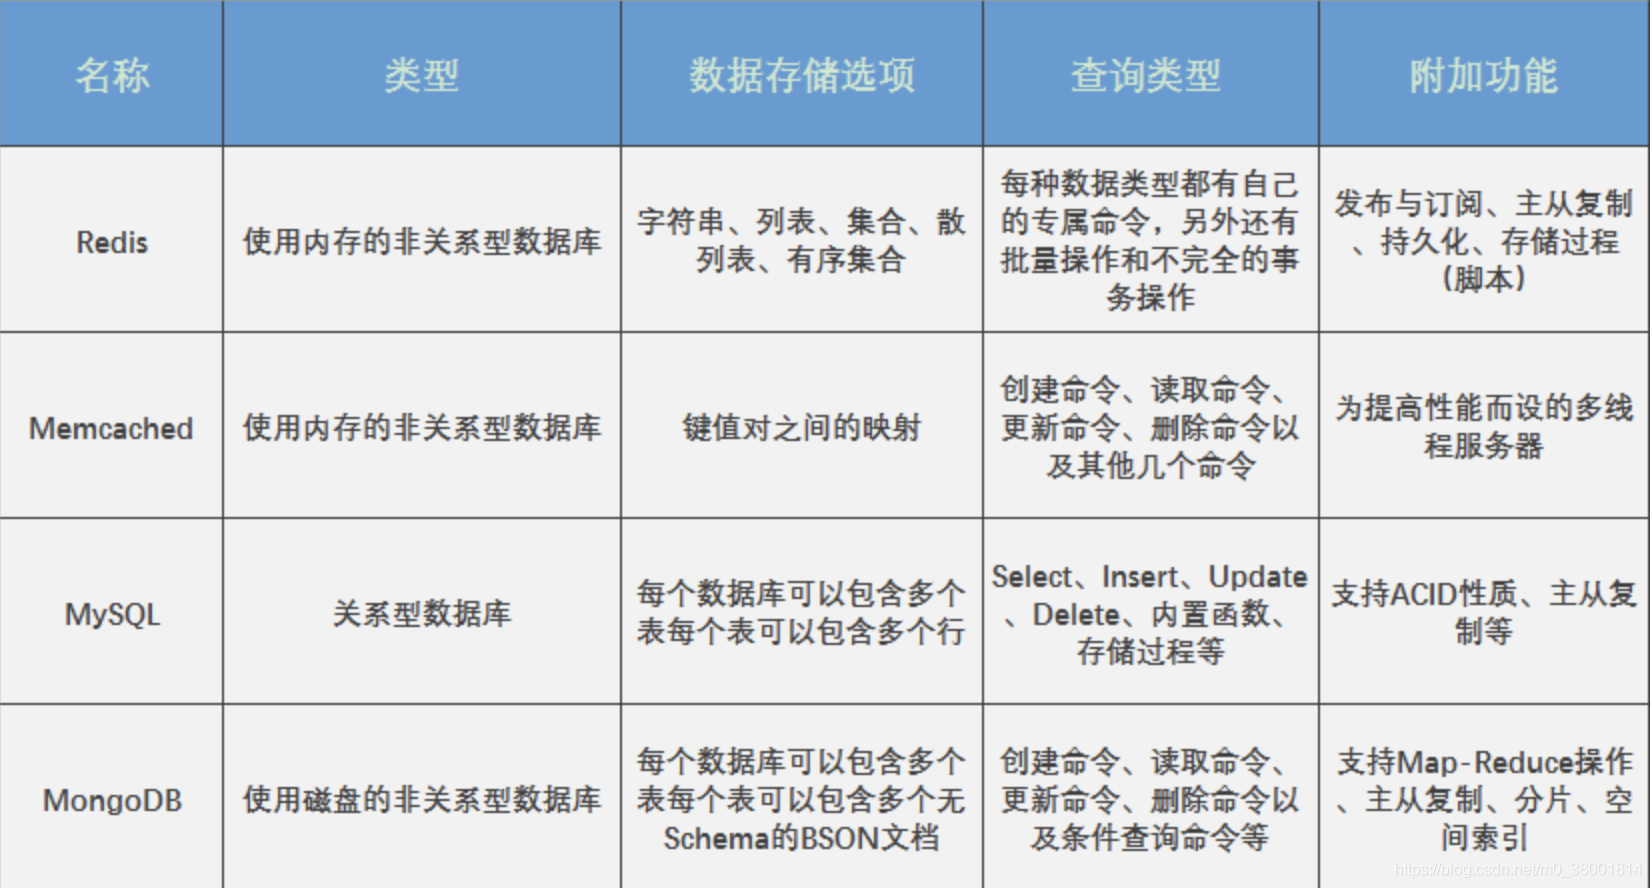 名称
类型
数据存储选项
查询类型
附加功能
Redis
使用内存的非关系型数据库
字符串、列表、集合、散
列表、有序集合
每种数据类型都有自己
的专属命令，另外还有
批量操作和不完全的事
务操作
发布与订阅、主从复制
、持久化、存储过程
（脚本）
Memcached
使用内存的非关系型数据库
键值对之间的映射
创建命令、读取命令、
更新命令、删除命令以
及其他几个命令
为提高性能而设的多线
程服务器
MySQL
关系型数据库
每个数据库可以包含多个
表每个表可以包含多个行
Select、Insert、Update
、Delete、内置函数、
存储过程等
支持ACID性质、主从复
制等
MongoDB
使用磁盘的非关系型数据库
每个数据库可以包含多个
表每个表可以包含多个无
Schema的BSON文档
创建命令、读取命令、
更新命令、删除命令以
及条件查询命令等
支持Map-Reduce操作
、主从复制、分片、空
间索引
https://blog.csdn.net/m0_38001814